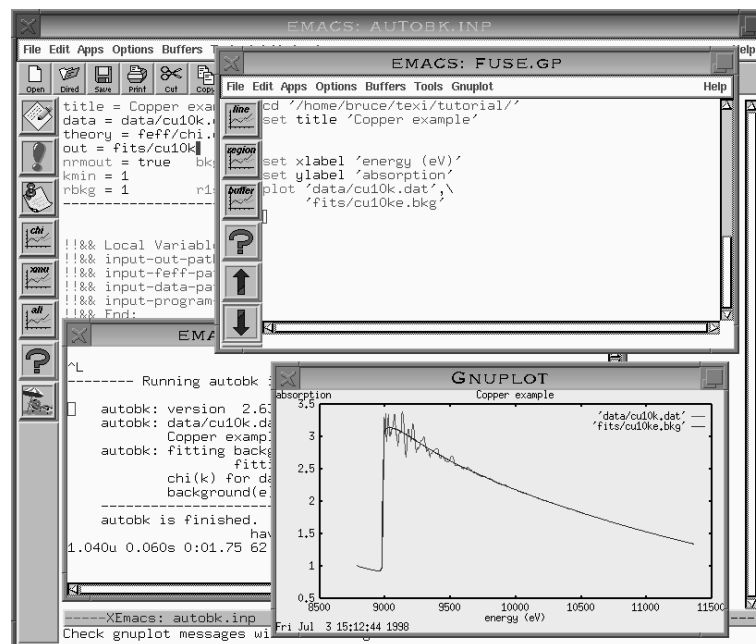 EMACS: AUTOBK.INP
File Edit Apps Options Buffers
Help
Open Dired Save Print Cut Copy
title = Copper exam
data = data/cu10k.
theory = feff/chi.
out = fits/cu10k
nrmout = true bkg
kmin = 1
rbkg = 1 r1s
!!&& Local Variable
!!&& input-out-pat
!!&& input-feff-pa
!!&& input-data-pa
!!&& input-program
!!&& End:
chi
xmu
all
EMACS: FUSE.GP
File Edit Apps Options Buffers Tools Gnuplot Help
line
region
buffer
cd '/home/bruce/texi/tutorial/'
set title 'Copper example'
set xlabel 'energy (eV)'
set ylabel 'absorption'
plot 'data/cu10k.dat',\
'fits/cu10ke.bkg'
EMA
^L
-------- Running autobk
autobk: version 2.63
autobk: data/cu10k.da
Copper examp
autobk: fitting backg
fitti
chi(k) for da
background(e)
autobk is finished.
hav
1.040u 0.060s 0:01.75 62
-----XEmacs: autobk.inp
Check gnuplot messages wi
GNUPLOT
absorption
Copper example
'data/cu10k.dat'
'fits/cu10ke.bkg'
3.5
3
2.5
2
1.5
1
0.5
8500 9000 9500 10000 10500 11000 11500
energy (eV)
Fri Jul 3 15:12:44 1998